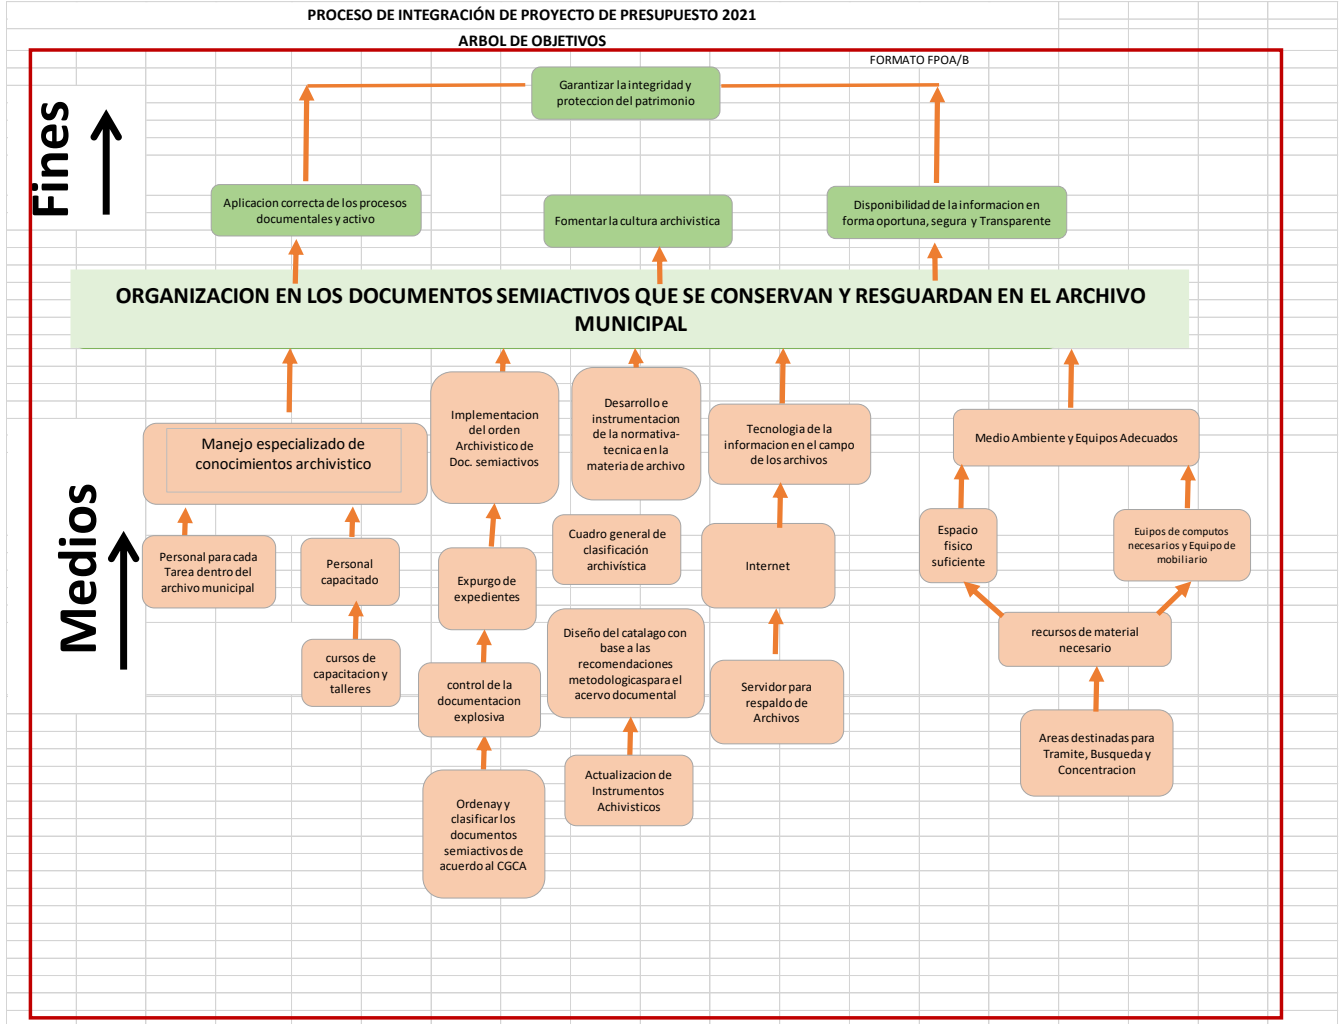 PROCESO DE INTEGRACIÓN DE PROYECTO DE PRESUPUESTO 2021
ARBOL DE OBJETIVOS
FORMATO FPOA/B
Fines
Garantizar la integridad y
proteccion del patrimonio
Aplicacion correcta de los procesos
documentales y activo
Fomentar la cultura archivistica
Disponibilidad de la informacion en
forma oportuna, segura y Transparente
ORGANIZACION EN LOS DOCUMENTOS SEMIACTIVOS QUE SE CONSERVAN Y RESGUARDAN EN EL ARCHIVO
MUNICIPAL
Medios
Manejo especializado de
conocimientos archivistico
Implementacion
del orden
Archivistico de
Doc. semiactivos
Desarrollo e
instrumentacion
de la normativa-
tecnica en la
materia de archivo
Tecnologia de la
informacion en el campo
de los archivos
Medio Ambiente y Equipos Adecuados
Personal para cada
Tarea dentro del
archivo municipal
Personal
capacitado
Expurgo de
expedientes
Cuadro general de
clasificación
archivística
Internet
Espacio
fisico
suficiente
Euipos de computos
necesarios y Equipo de
mobiliario
cursos de
capacitacion y
talleres
control de la
documentacion
explosiva
Diseño del catalago con
base a las
recomendaciones
metodologicaspara el
acervo documental
Servidor para
respaldo de
Archivos
recursos de material
necesario
Ordenay y
clasificar los
documentos
semiactivos de
acuerdo al CGCA
Actualizacion de
Instrumentos
Achivisticos
Areas destinadas para
Tramite, Busqueda y
Concentracion